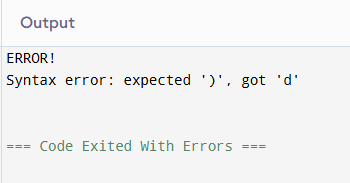 Output
ERROR!
Syntax error: expected ')', got 'd'
=== Code Exited With Errors ===